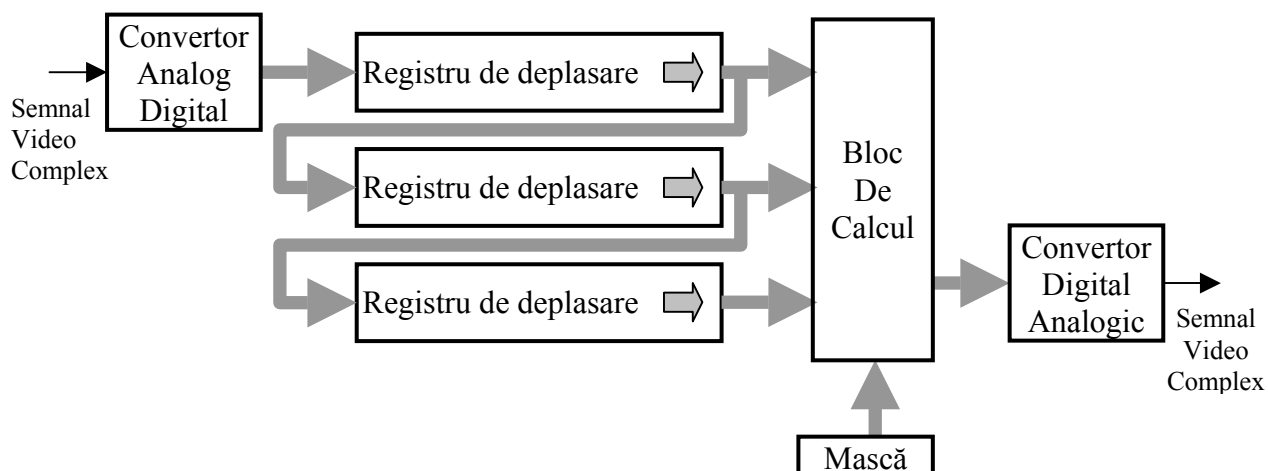 Semnal
Video
Complex
Convertor
Analog
Digital
Registru de deplasare
Registru de deplasare
Registru de deplasare
Bloc
De
Calcul
Mască
Convertor
Digital
Analogic
Semnal
Video
Complex